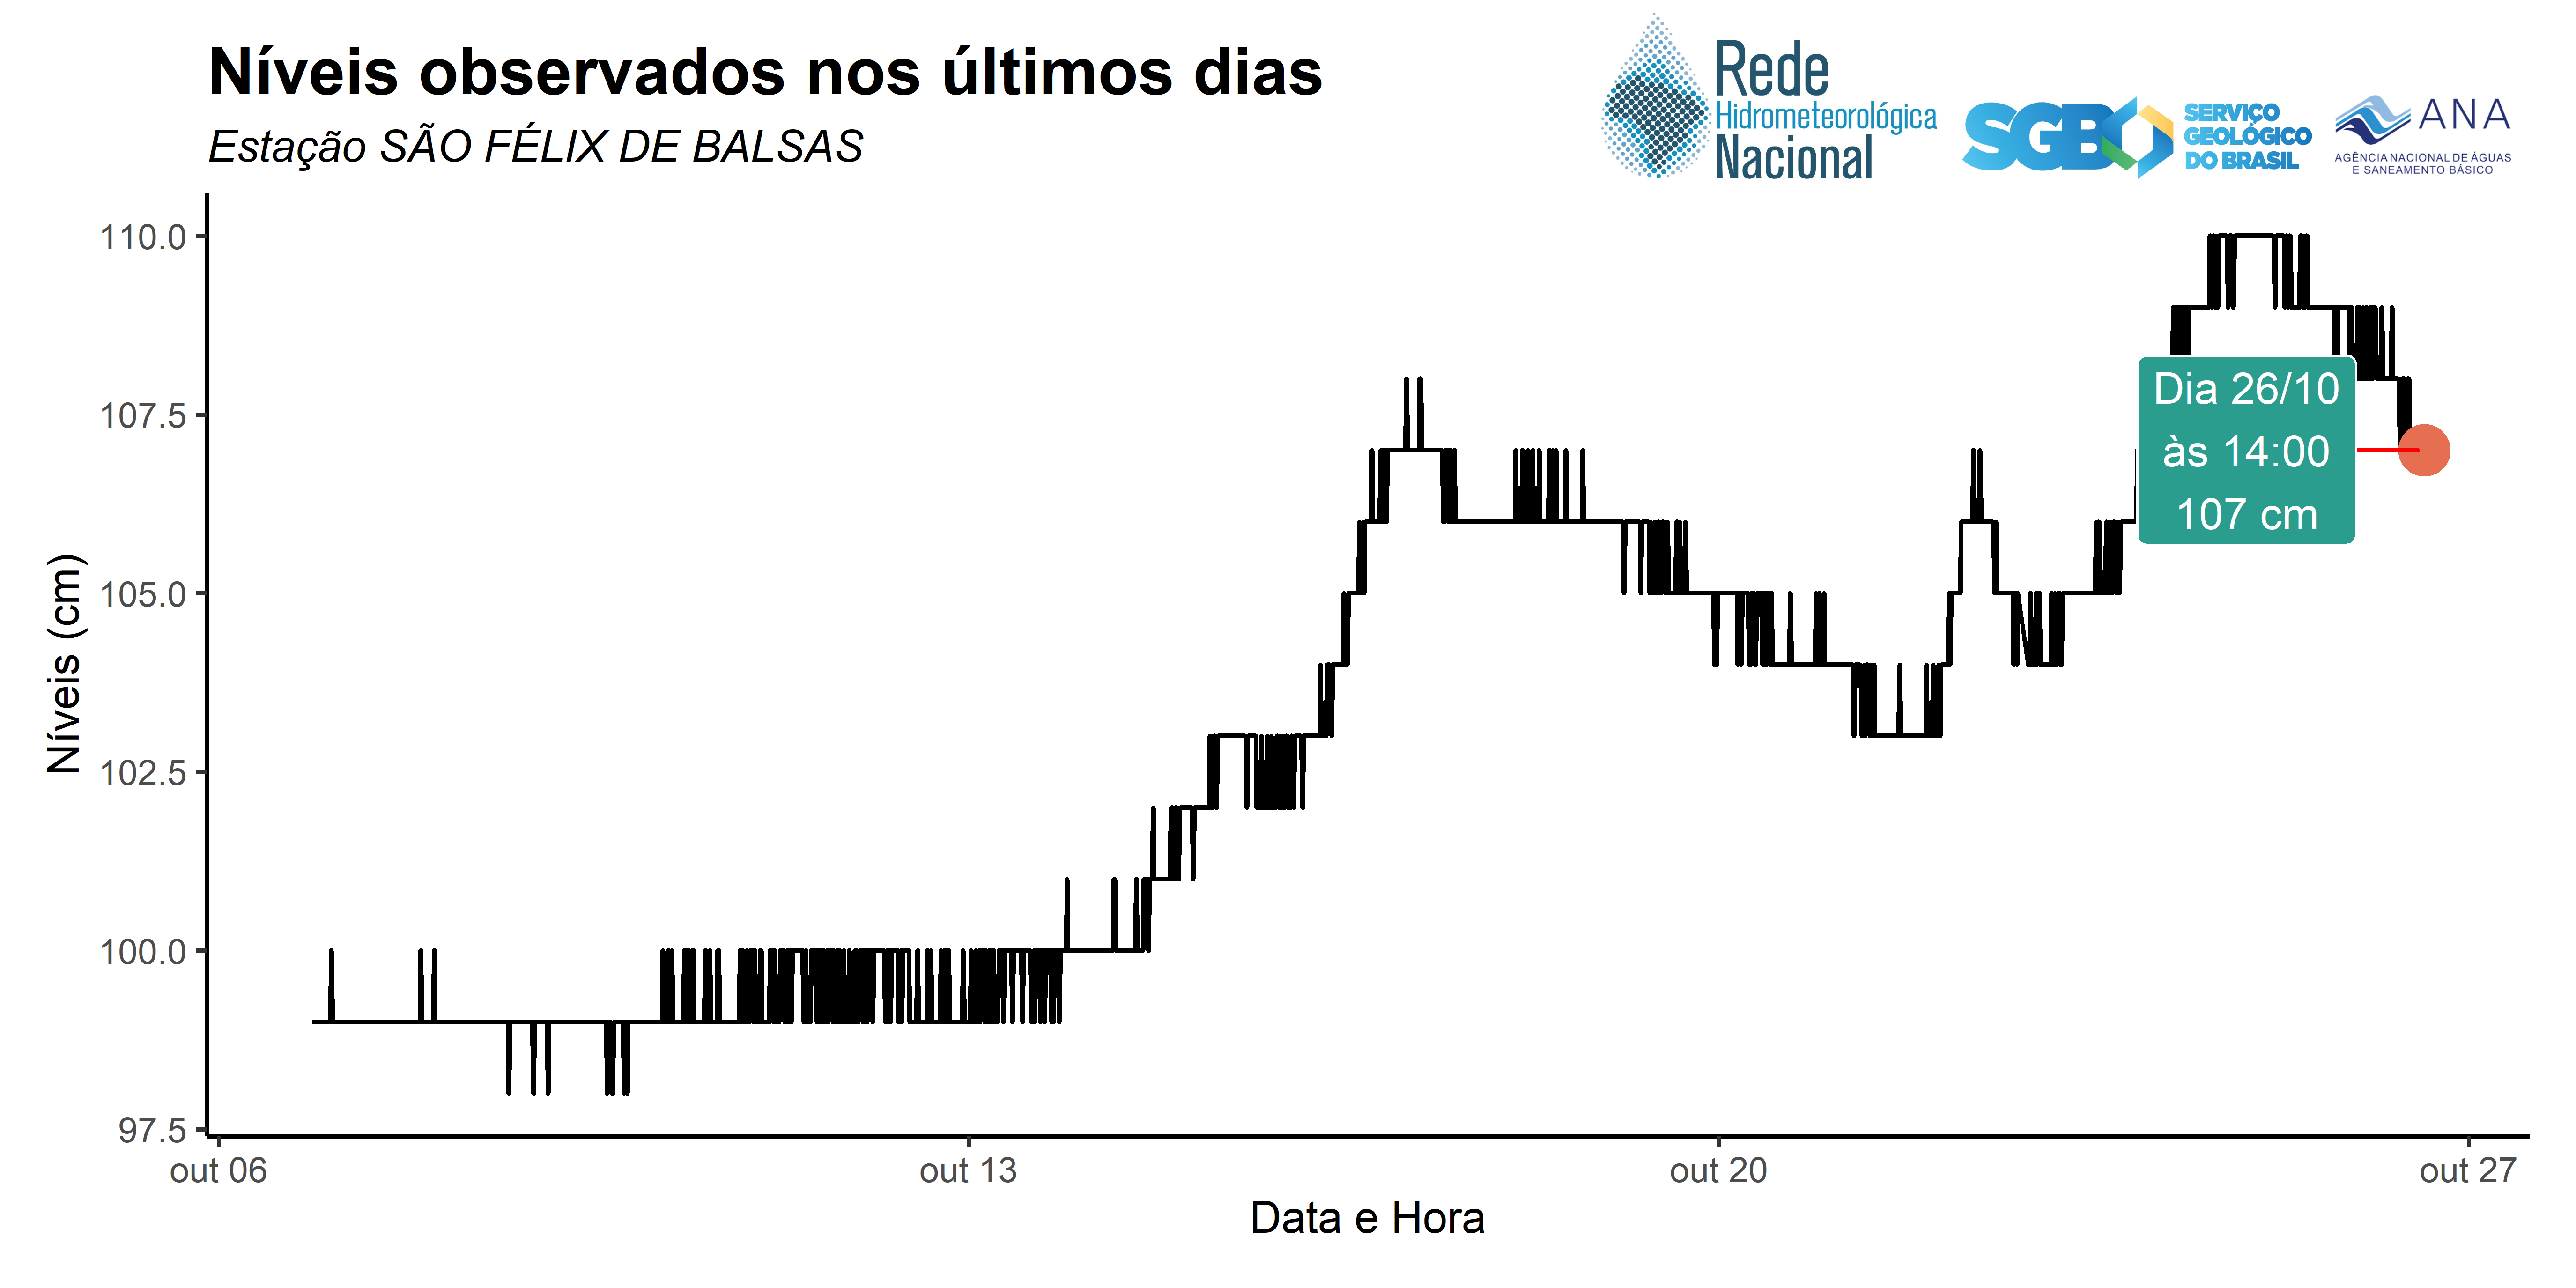 Níveis observados nos últimos dias
Estação SÃO FÉLIX DE BALSAS
Rede
Hidrometeorológica
Nacional
SGB
SERVIÇO
GEOLÓGICO
DO BRASIL
ANA
AGÊNCIA NACIONAL DE ÁGUAS
E SANEAMENTO BÁSICO
110.0
107.5
105.0
102.5
100.0
97.5
Níveis (cm)
Dia 26/10
às 14:00
107 cm
out 06
out 13
out 20
out 27
Data e Hora